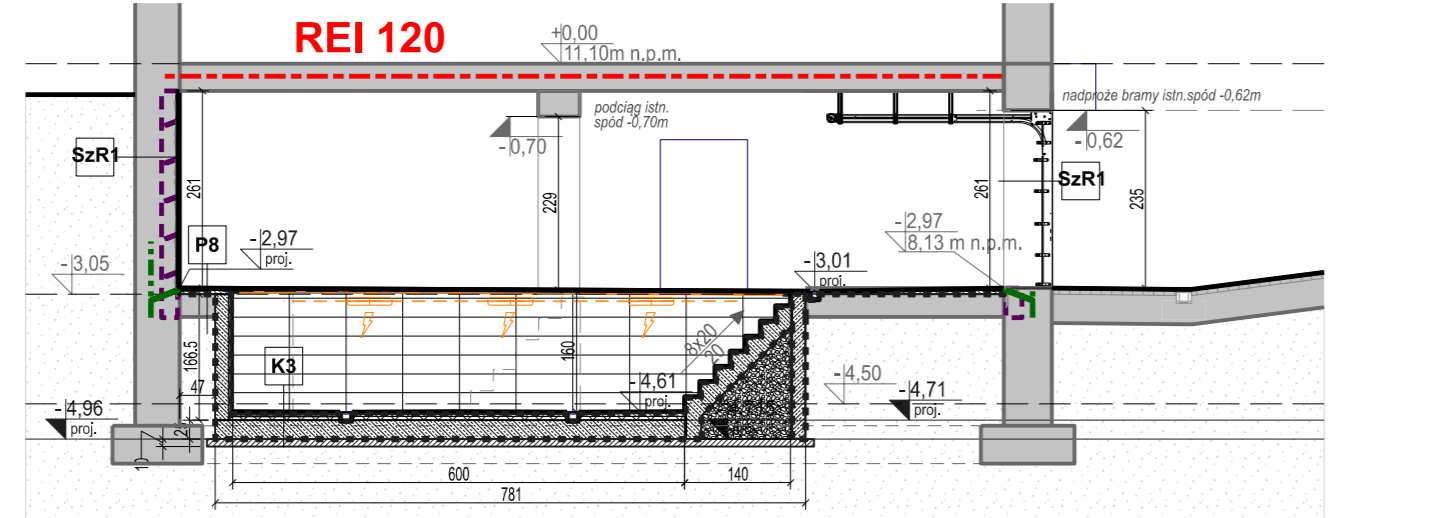 REI 120
+0,00
11,10m n.p.m.
podciąg istn.
spód -0,70m
nadproże bramy istn.spód -0,62m
-0,70
-0,62
SzR1
SzR1
261
229
261
235
P8
-2,97
proj.
-2,97
8,13 m n.p.m.
-3,05
-3,01
proj.
8x20
20
166.5
160
K3
47
-4,61
proj.
-4,50
-4,71
proj.
-4,96
proj.
10
600
140
781